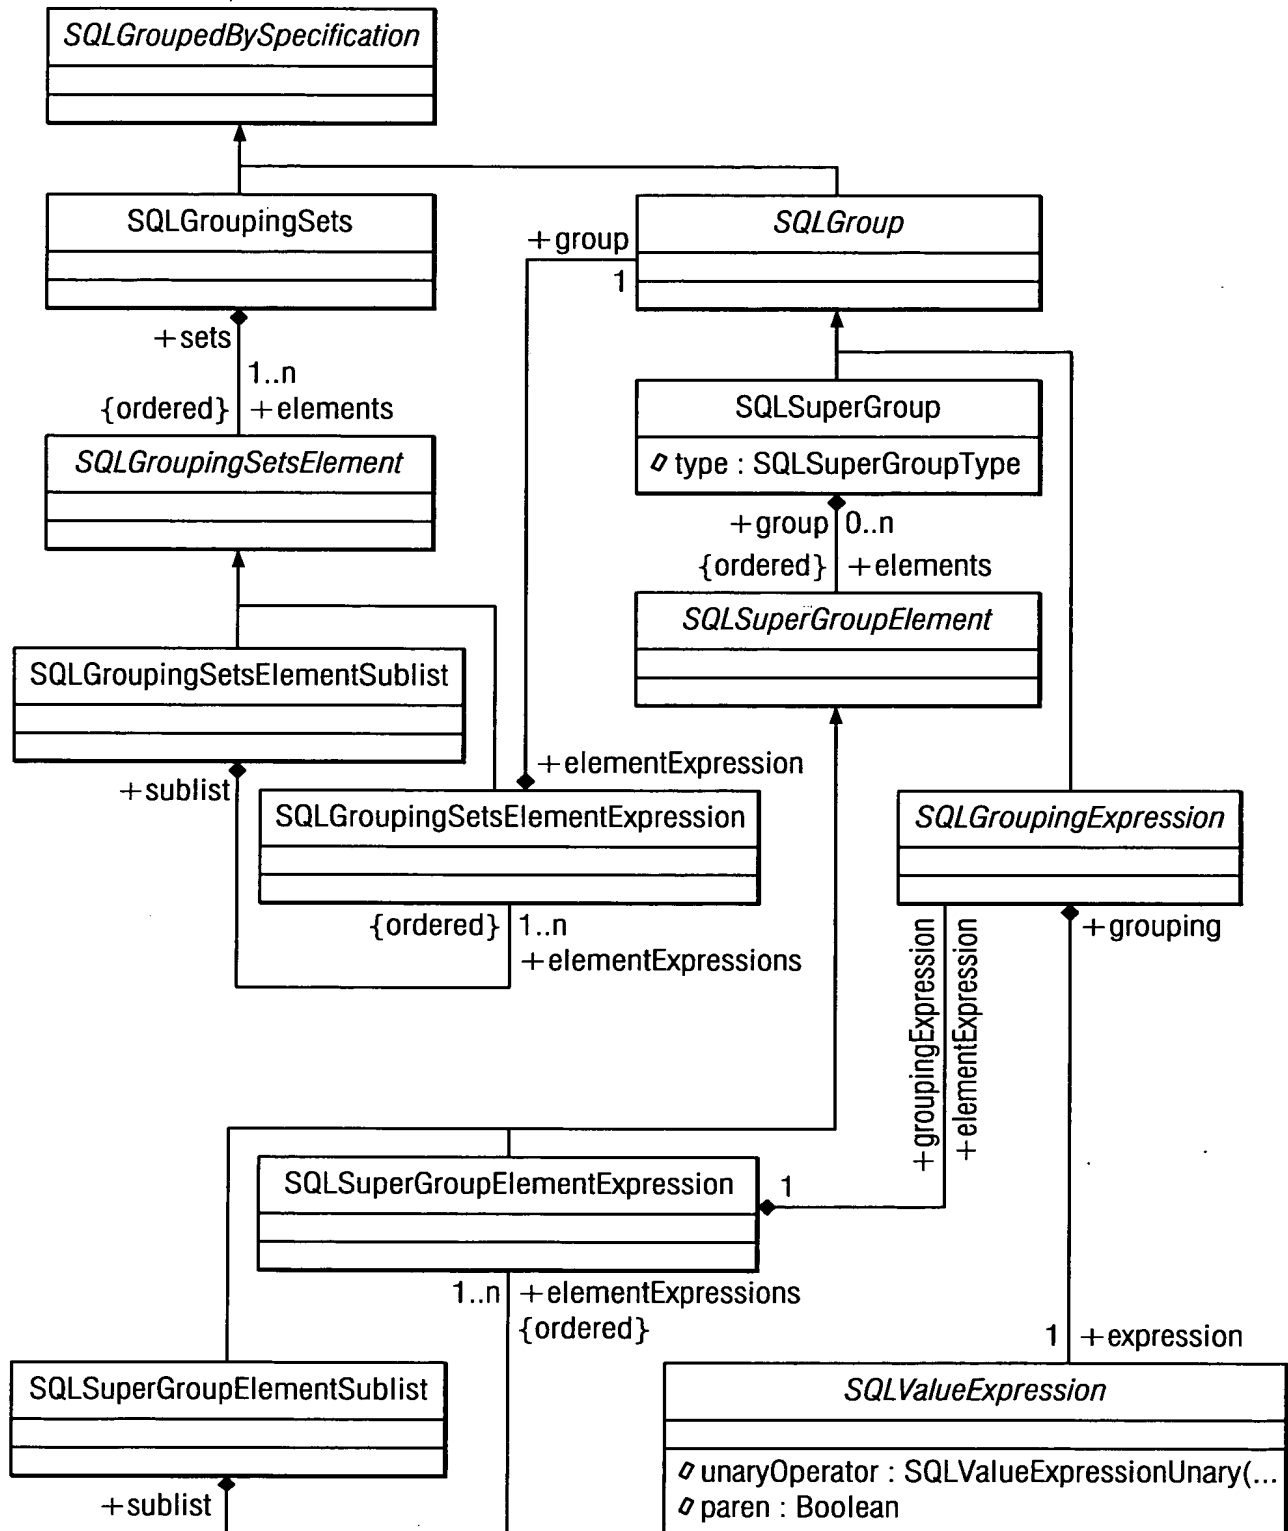 SQLGroupedBySpecification
SQLGroupingSets
SQLGroup
+group
1
+sets
1..n
{ordered} +elements
SQLGroupingSetsElement
SQLSuperGroup
type : SQLSuperGroupType
+group 0..n
{ordered} +elements
SQLSuperGroupElement
SQLGroupingSetsElementSublist
+sublist
+elementExpression
SQLGroupingSetsElementExpression
{ordered} 1..n
+elementExpressions
SQLGroupingExpression
+grouping
+groupingExpression
+elementExpression
SQLSuperGroupElementExpression
1
1..n +elementExpressions
{ordered}
1 +expression
SQLSuperGroupElementSublist
+sublist
SQLValueExpression
unaryOperator : SQLValueExpressionUnary(...
paren : Boolean